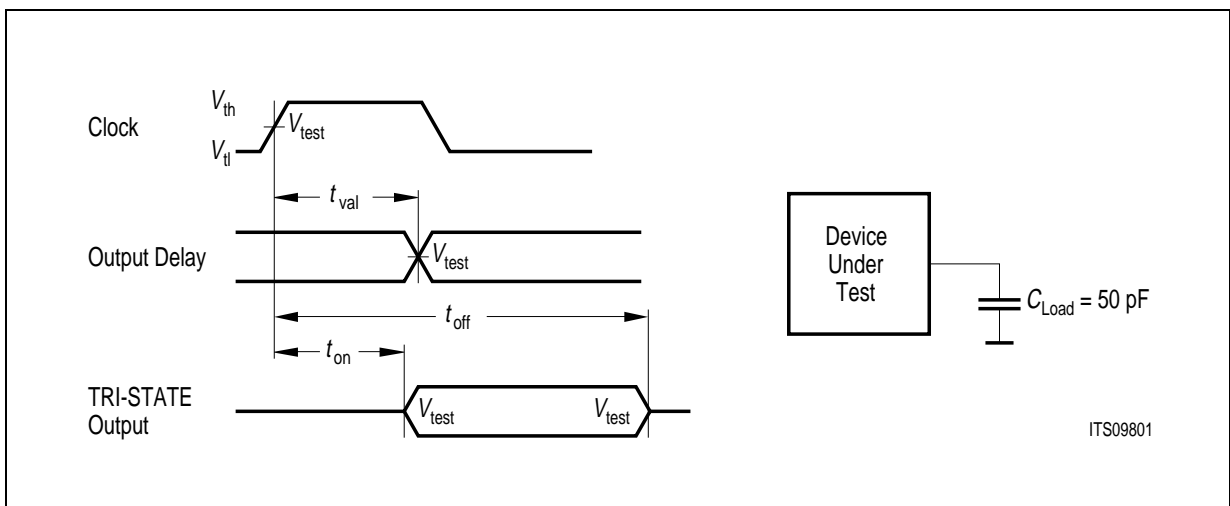 Clock
Vth
Vtest
Vtl
tval
Output Delay
Vtest
toff
ton
TRI-STATE
Output
Vtest
Vtest
Device
Under
Test
CLoad = 50 pF
ITS09801